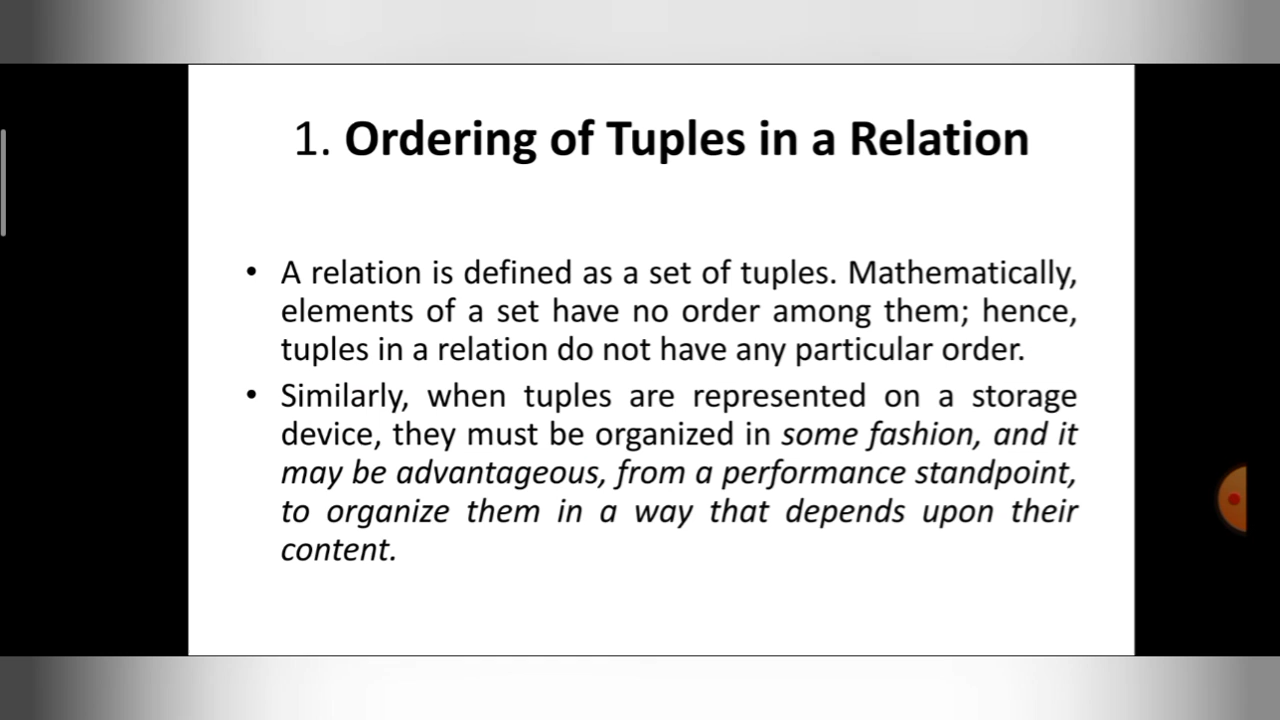 1. Ordering of Tuples in a Relation
• A relation is defined as a set of tuples. Mathematically,
elements of a set have no order among them; hence,
tuples in a relation do not have any particular order.
• Similarly, when tuples are represented on a storage
device, they must be organized in some fashion, and it
may be advantageous, from a performance standpoint,
to organize them in a way that depends upon their
content.